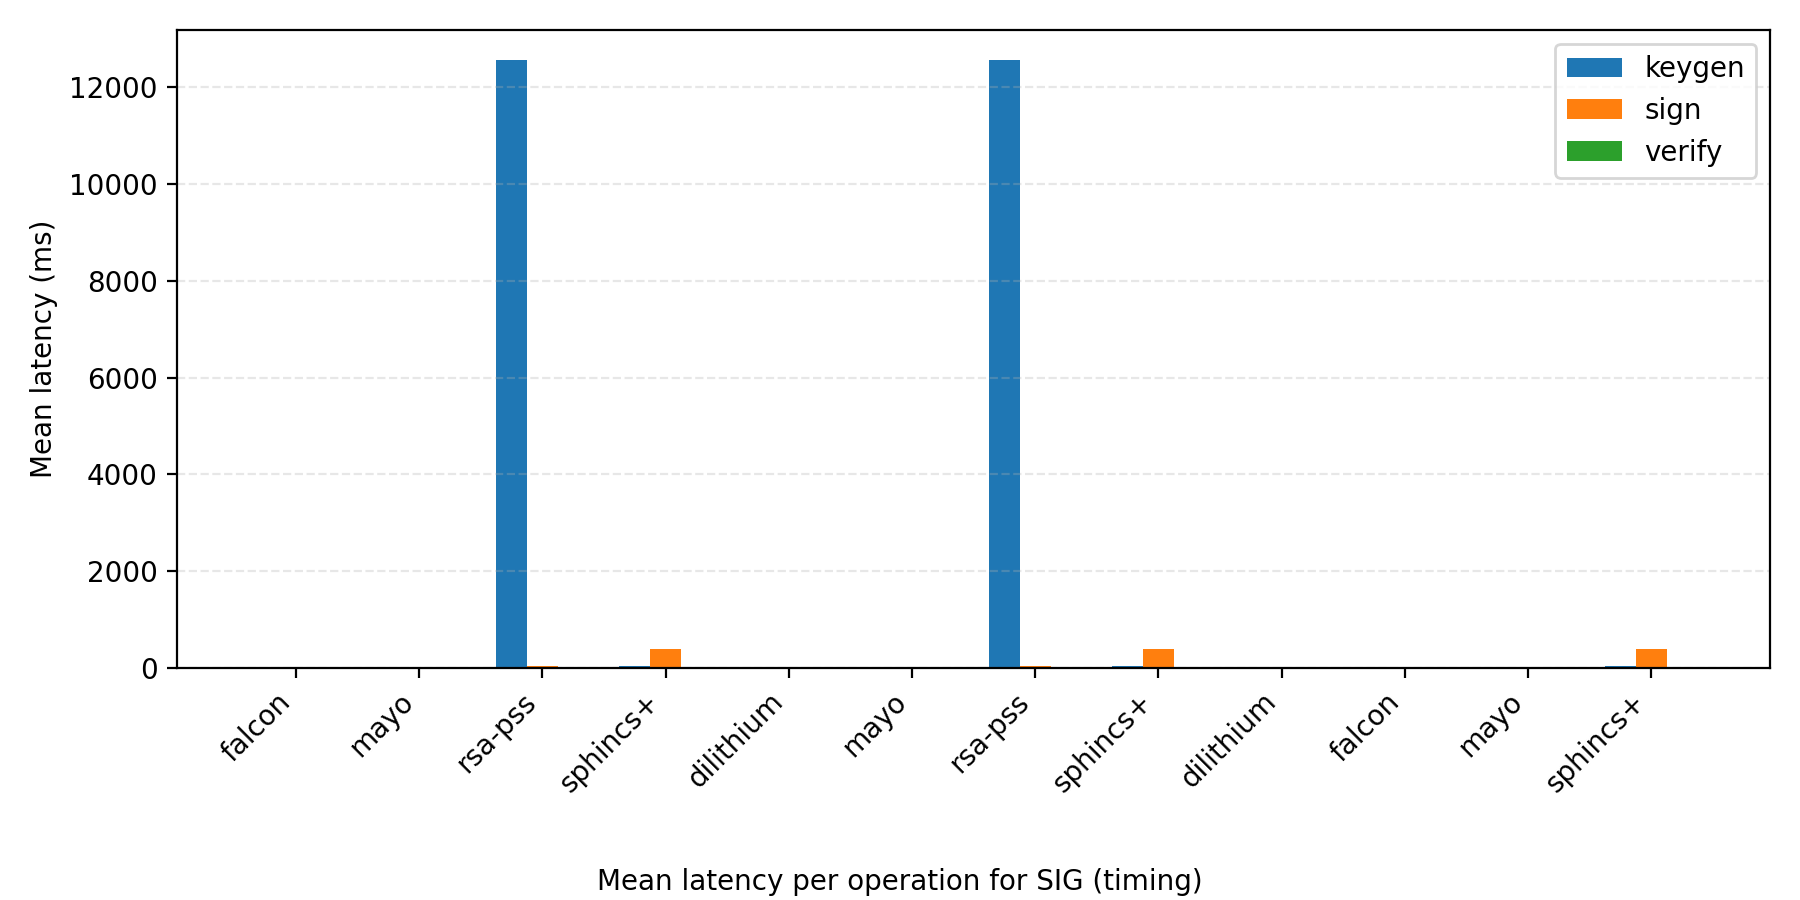 keygen
sign
verify
Mean latency (ms)
12000
10000
8000
6000
4000
2000
0
falcon
mayo
rsa-pss
sphincs+
dilithium
mayo
rsa-pss
sphincs+
dilithium
falcon
mayo
sphincs+
Mean latency per operation for SIG (timing)